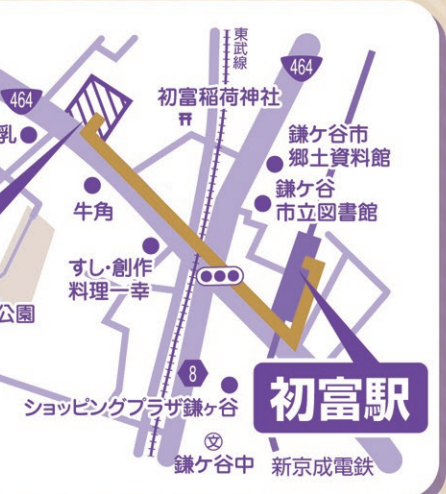 東武線
464
464
初富稲荷神社
乳
鎌ケ谷市
郷土資料館
鎌ケ谷
市立図書館
牛角
すし・創作
料理一幸
公園
8
ショッピングプラザ鎌ヶ谷
初富駅
文
鎌ケ谷中
新京成電鉄